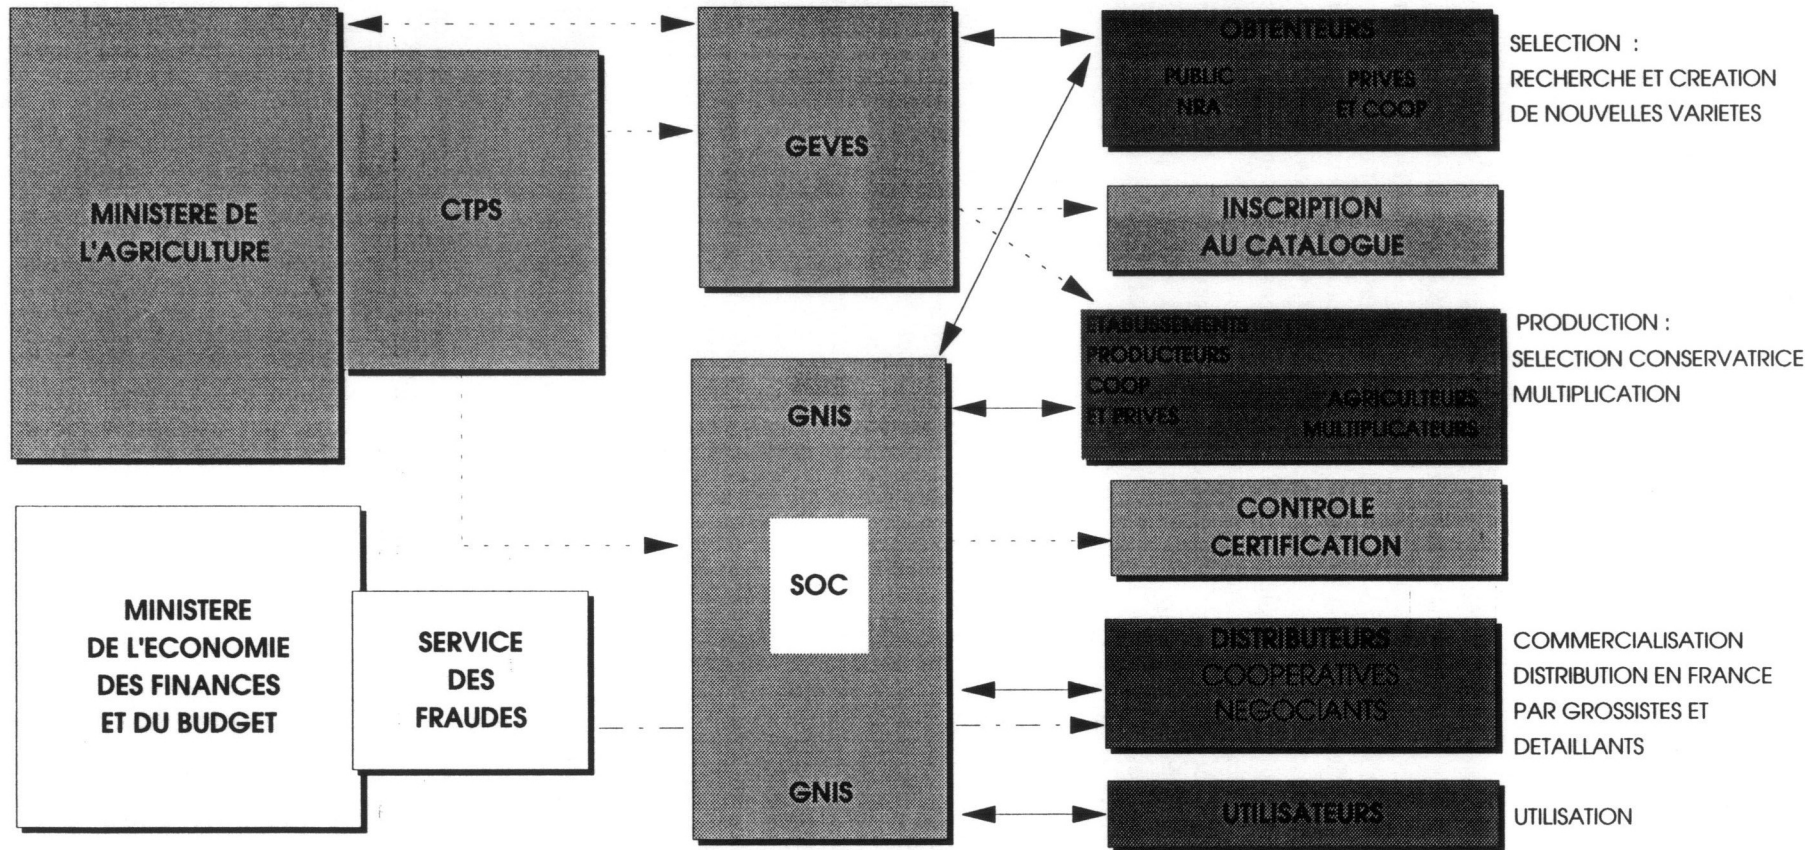 MINISTERE DE
L'AGRICULTURE
CTPS
GEVES
OBTENTEURS
PUBLIC
NRA
PRIVES
ET COOP
SELECTION :
RECHERCHE ET CREATION
DE NOUVELLES VARIETES
INSCRIPTION
AU CATALOGUE
ETABLISSEMENTS
PRODUCTEURS
COOP
ET PRIVES
AGRICULTEURS
MULTIPLICATEURS
PRODUCTION :
SELECTION CONSERVATRICE
MULTIPLICATION
GNIS
SOC
GNIS
CONTROLE
CERTIFICATION
MINISTERE
DE L'ECONOMIE
DES FINANCES
ET DU BUDGET
SERVICE
DES
FRAUDES
DISTRIBUTEURS
COOPERATIVES
NEGOCIANTS
COMMERCIALISATION
DISTRIBUTION EN FRANCE
PAR GROSSISTES ET
DETAILLANTS
UTILISATEURS
UTILISATION